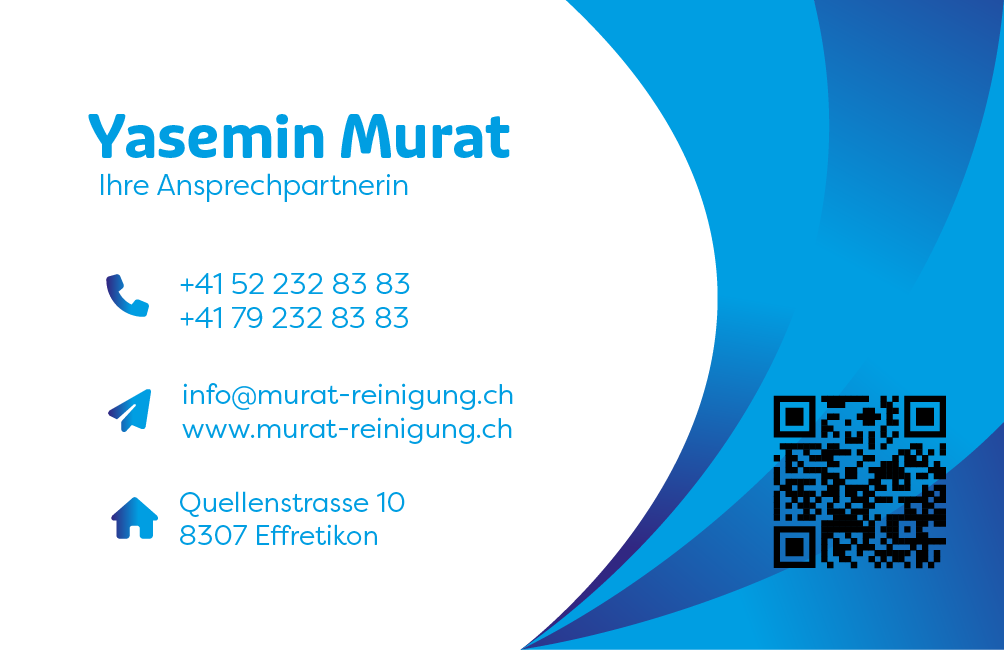 Yasemin Murat
Ihre Ansprechpartnerin
+41 52 232 83 83
+41 79 232 83 83
info@murat-reinigung.ch
www.murat-reinigung.ch
Quellenstrasse 10
8307 Effretikon